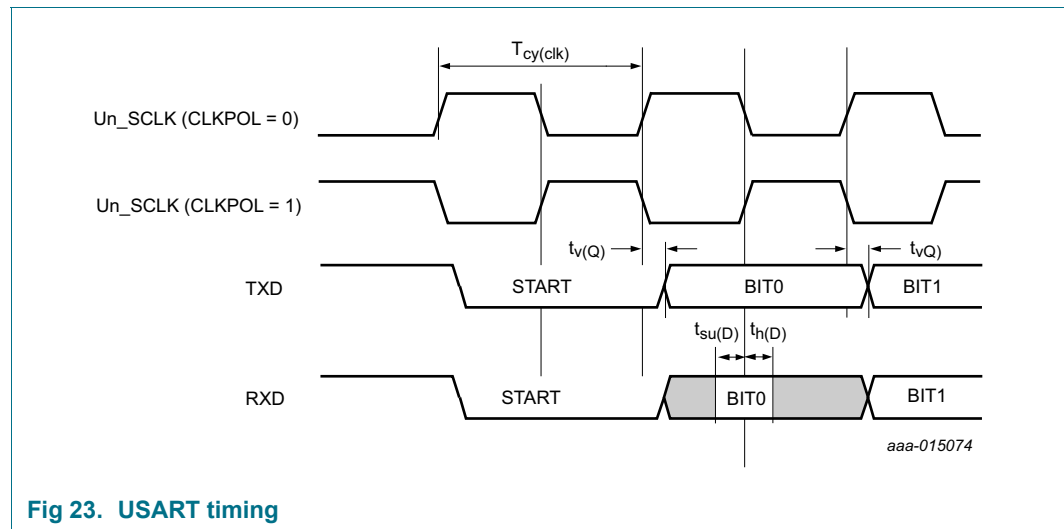 Tcy(clk)
Un_SCLK (CLKPOL = 0)
Un_SCLK (CLKPOL = 1)
tv(Q)
tvQ)
TXD
START
BIT0
BIT1
tsu(D)
th(D)
RXD
START
BIT0
BIT1
aaa-015074
Fig 23. USART timing